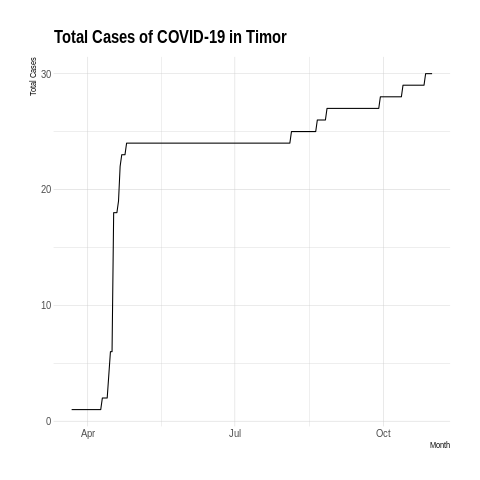 Total Cases of COVID-19 in Timor
Total Cases
30
20
10
0
Apr
Jul
Oct
Month